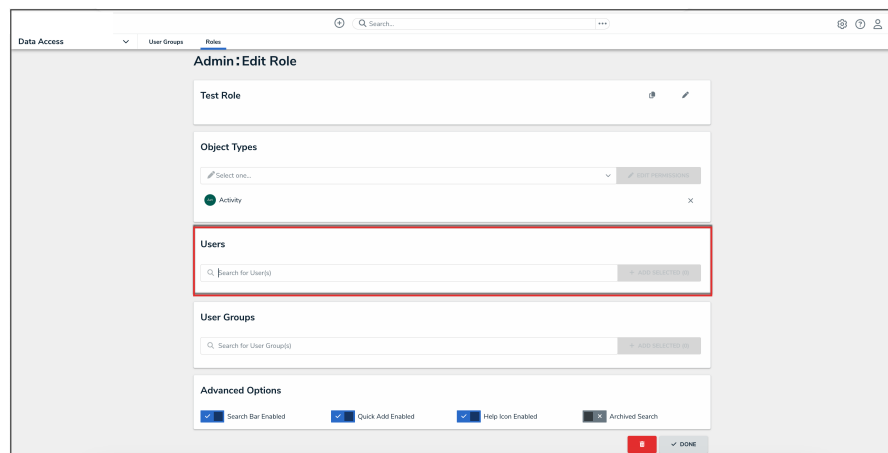 Search...
Data Access User Groups Roles
Admin: Edit Role
Test Role
Object Types
Select one... EDIT PERMISSIONS
Activity
Users
Search for User(s) + ADD SELECTED (0)
User Groups
Search for User Group(s) + ADD SELECTED (0)
Advanced Options
Search Bar Enabled Quick Add Enabled Help Icon Enabled Archived Search
DONE